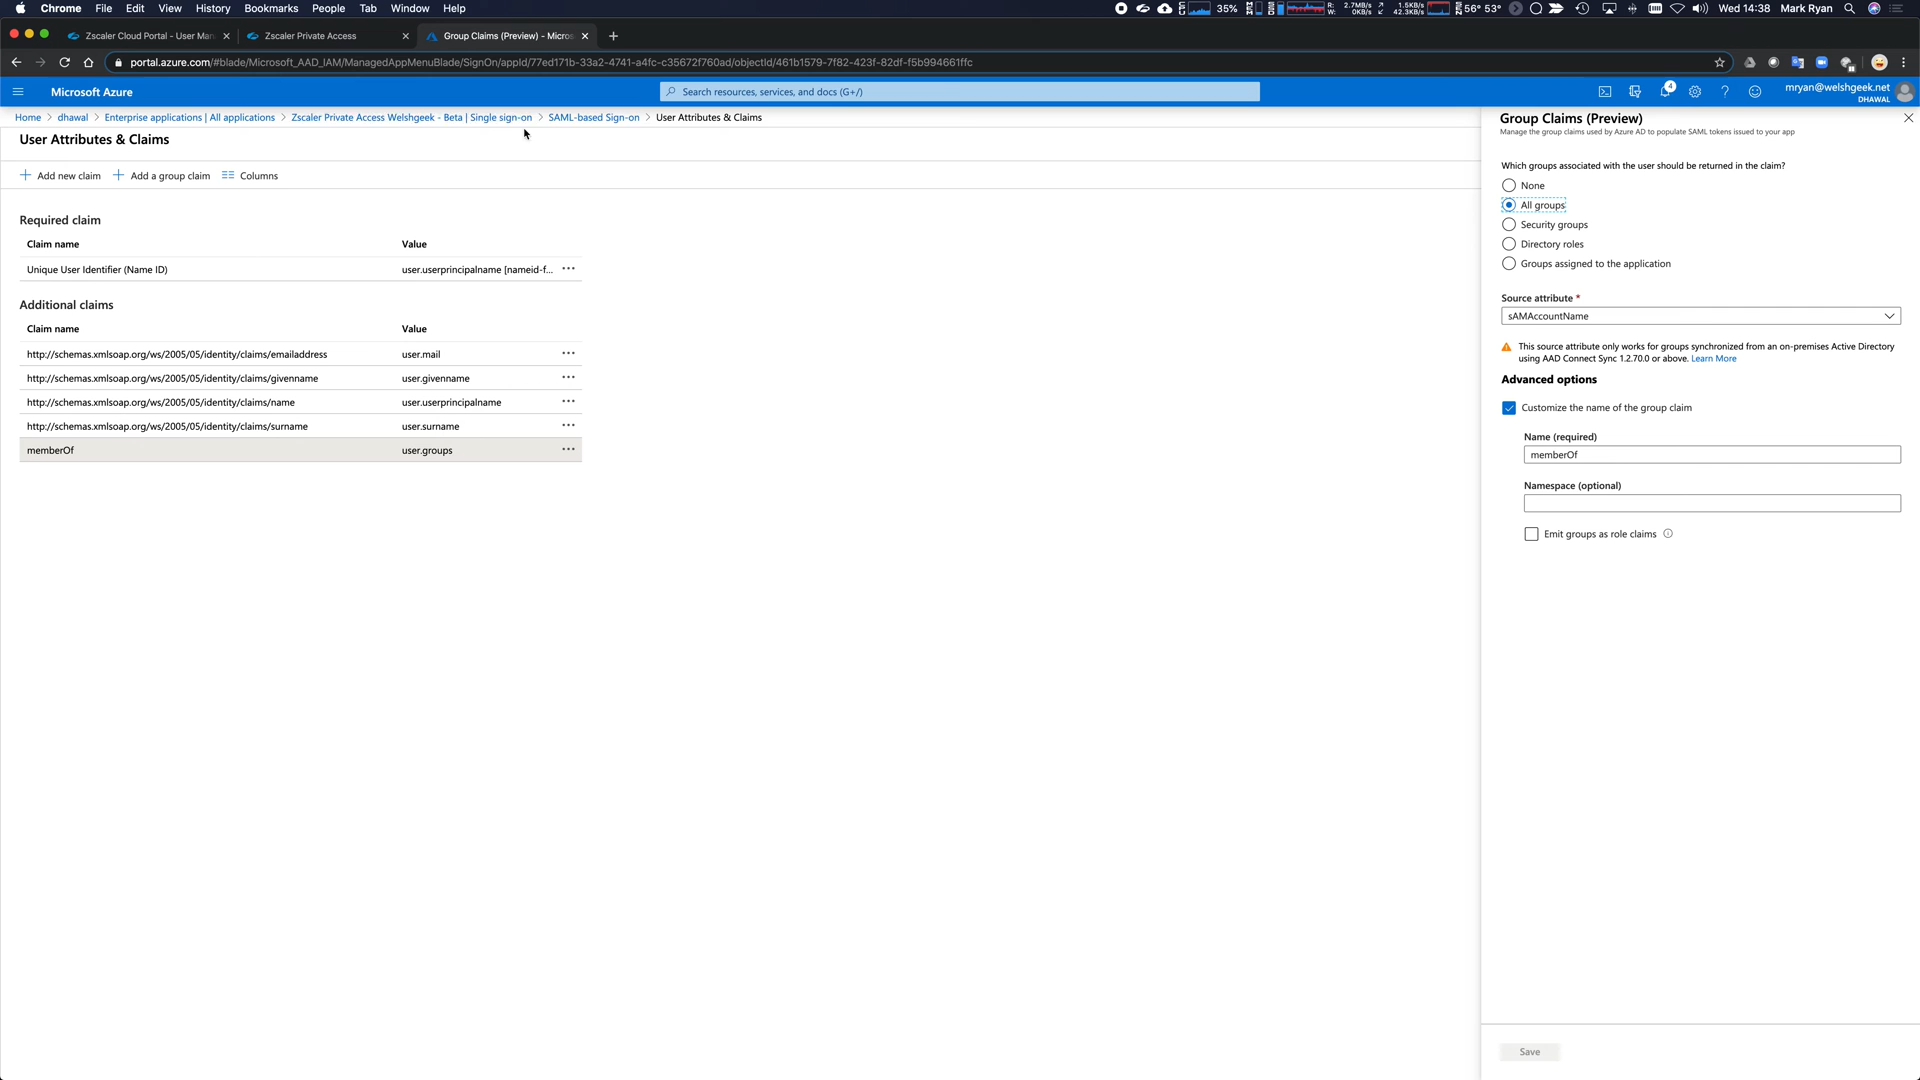 Chrome File Edit View History Bookmarks People Tab Window Help
35% R: W: 2.7MB/s 0KB/s 1.5KB/s 42.3KB/s 56° 53° Wed 14:38 Mark Ryan
Zscaler Cloud Portal - User Man Zscaler Private Access Group Claims (Preview) - Micros
portal.azure.com/#blade/Microsoft_AAD_IAM/ManagedAppMenuBlade/SignOn/appId/77ed171b-33a2-4741-a4fc-c35672f760ad/objectId/461b1579-7f82-423f-82df-f5b994661ffc
Microsoft Azure
Search resources, services, and docs (G+/)
4
mryan@welshgeek.net
DHAWAL
Home > dhawal > Enterprise applications | All applications > Zscaler Private Access Welshgeek - Beta | Single sign-on > SAML-based Sign-on > User Attributes & Claims
User Attributes & Claims
Add new claim Add a group claim Columns
Required claim
Claim name Value
Unique User Identifier (Name ID) user.userprincipalname [nameid-f... ···
Additional claims
Claim name Value
http://schemas.xmlsoap.org/ws/2005/05/identity/claims/emailaddress user.mail ···
http://schemas.xmlsoap.org/ws/2005/05/identity/claims/givenname user.givenname ···
http://schemas.xmlsoap.org/ws/2005/05/identity/claims/name user.userprincipalname ···
http://schemas.xmlsoap.org/ws/2005/05/identity/claims/surname user.surname ···
memberOf user.groups ···
Group Claims (Preview)
Manage the group claims used by Azure AD to populate SAML tokens issued to your app
Which groups associated with the user should be returned in the claim?
None
All groups
Security groups
Directory roles
Groups assigned to the application
Source attribute *
sAMAccountName
This source attribute only works for groups synchronized from an on-premises Active Directory
using AAD Connect Sync 1.2.70.0 or above. Learn More
Advanced options
Customize the name of the group claim
Name (required)
memberOf
Namespace (optional)
Emit groups as role claims
Save